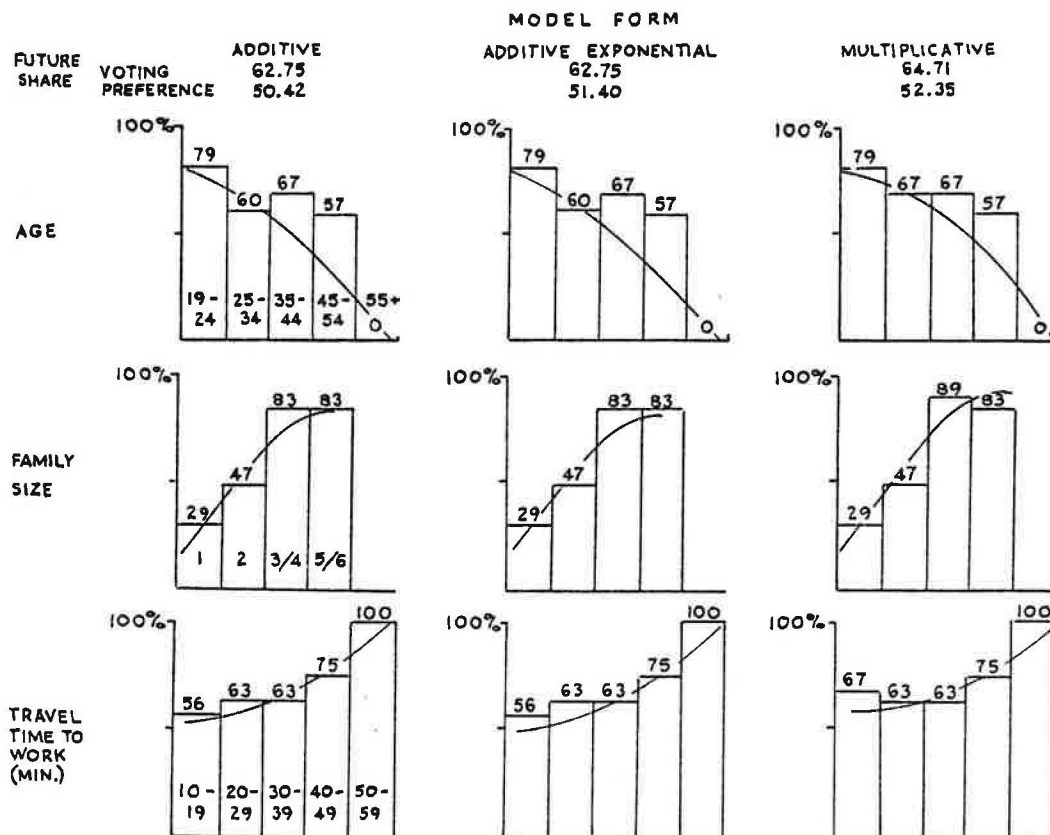 MODEL FORM
ADDITIVE ADDITIVE EXPONENTIAL MULTIPLICATIVE
FUTURE SHARE 62.75 62.75 64.71
VOTING PREFERENCE 50.42 51.40 52.35
AGE
100% 79 60 67 57 0
19-24 25-34 35-44 45-54 55+
100% 79 60 67 57 0
100% 79 67 67 57 0
FAMILY SIZE
100% 29 47 83 83
1 2 3/4 5/6
100% 29 47 83 83
100% 29 47 89 83
TRAVEL TIME TO WORK (MIN.)
100% 56 63 63 75 100
10-19 20-29 30-39 40-49 50-59
100% 56 63 63 75 100
100% 67 63 63 75 100